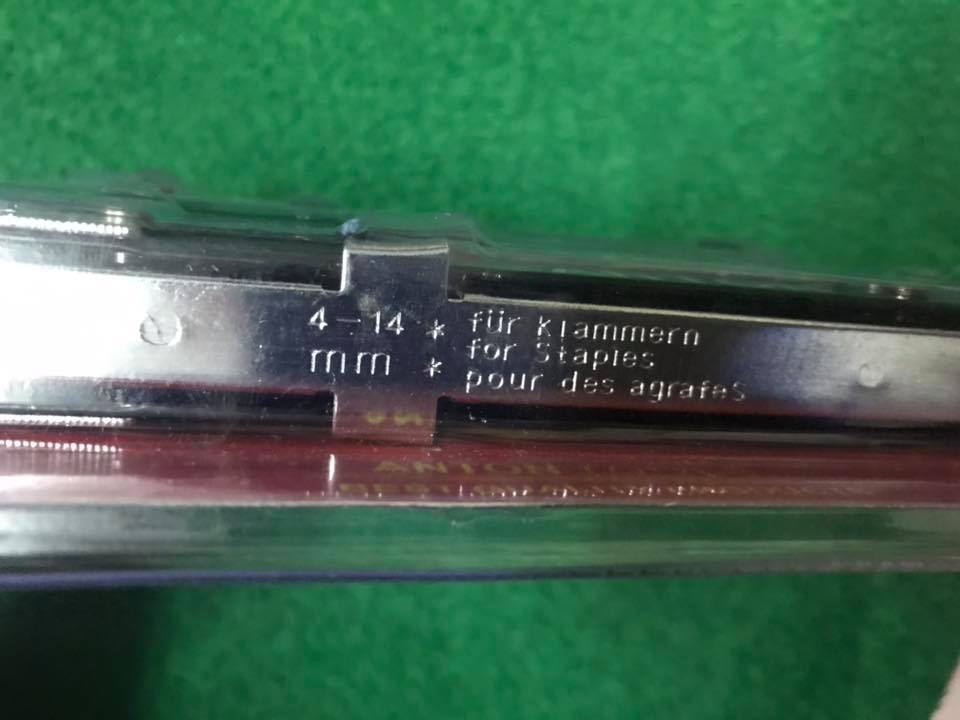 4 - 14 * für Klammern
mm * for Staples
pour des agrafes